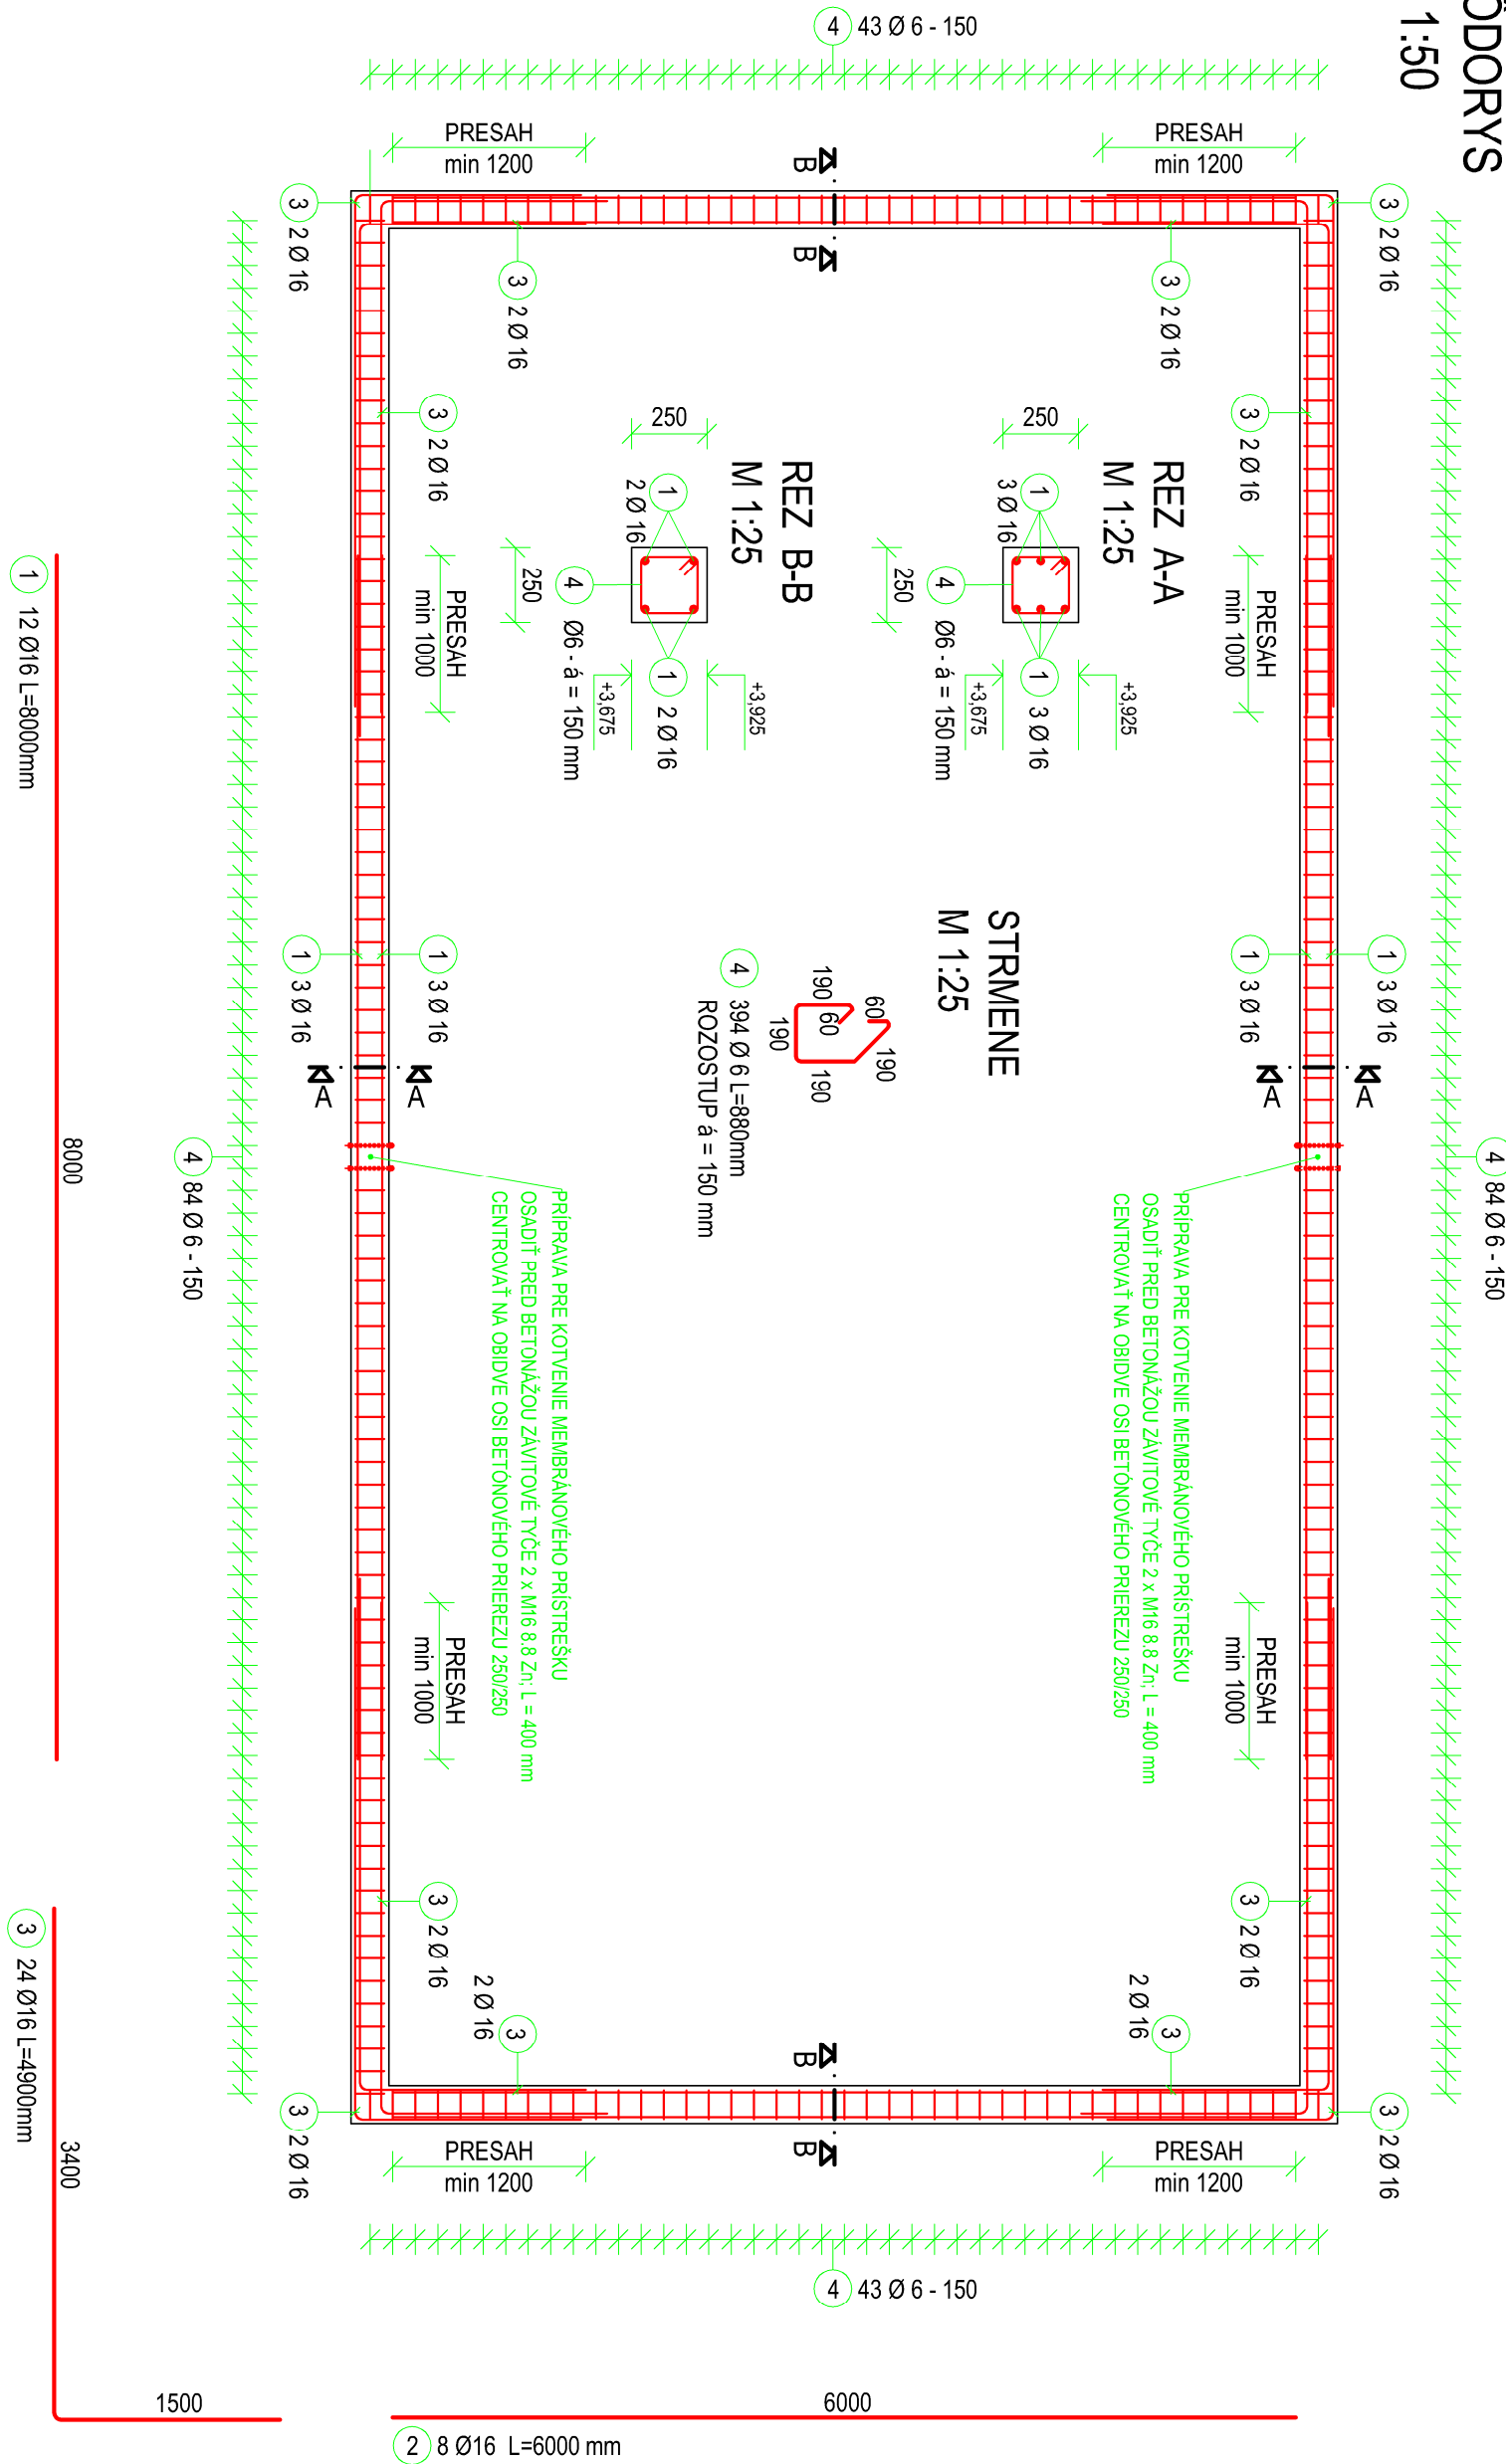 ÔDORYS
1:50
4 43 Ø 6 - 150
PRESAH
min 1200
PRESAH
min 1200
B
B
3 2 Ø 16
3 2 Ø 16
3 2 Ø 16
3 2 Ø 16
3 2 Ø 16
3 2 Ø 16
4 84 Ø 6 - 150
REZ A-A
M 1:25
250
250
1
3 Ø 16
1 3 Ø 16
4 Ø6 - á = 150 mm
+3,925
+3,675
REZ B-B
M 1:25
250
250
1
2 Ø 16
1 2 Ø 16
4 Ø6 - á = 150 mm
+3,925
+3,675
PRESAH
min 1000
PRESAH
min 1000
STRMENE
M 1:25
60
190
60
190
190
190
4 394 Ø 6 L=880mm
ROZOSTUP á = 150 mm
1 3 Ø 16
1 3 Ø 16
1 3 Ø 16
1 3 Ø 16
A
A
A
A
4 84 Ø 6 - 150
PRÍPRAVA PRE KOTVENIE MEMBRÁNOVÉHO PRÍSTREŠKU
OSADIŤ PRED BETONÁŽOU ZÁVITOVÉ TYČE 2 x M16 8.8 Zn; L = 400 mm
CENTROVAŤ NA OBIDVE OSI BETÓNOVÉHO PRIEREZU 250/250
PRÍPRAVA PRE KOTVENIE MEMBRÁNOVÉHO PRÍSTREŠKU
OSADIŤ PRED BETONÁŽOU ZÁVITOVÉ TYČE 2 x M16 8.8 Zn; L = 400 mm
CENTROVAŤ NA OBIDVE OSI BETÓNOVÉHO PRIEREZU 250/250
PRESAH
min 1000
PRESAH
min 1000
3 2 Ø 16
3 2 Ø 16
2 Ø 16 3
2 Ø 16 3
3 2 Ø 16
3 2 Ø 16
B
B
PRESAH
min 1200
PRESAH
min 1200
4 43 Ø 6 - 150
8000
1 12 Ø16 L=8000mm
3400
1500
3 24 Ø16 L=4900mm
6000
2 8 Ø16 L=6000 mm